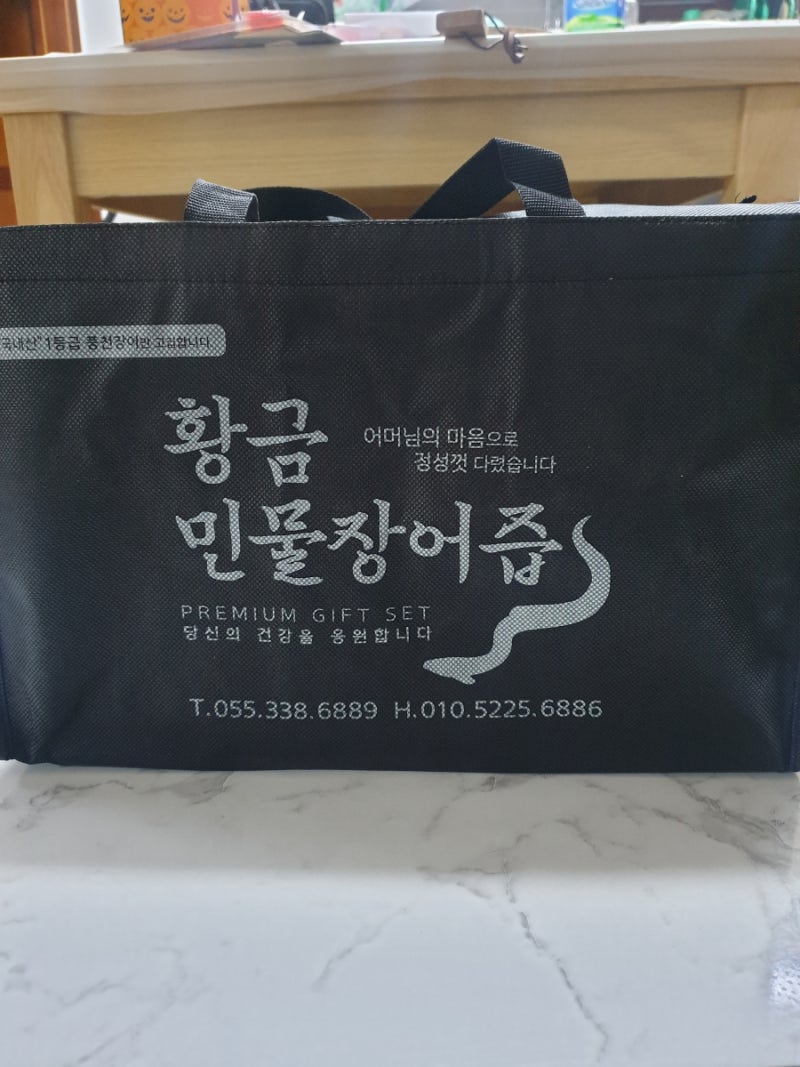 "국내산" 1등급 풍천장어만 고집합니다.
황금
어머님의 마음으로
정성껏 다렸습니다
민물장어즙
PREMIUM GIFT SET
당신의 건강을 응원합니다
T.055.338.6889 H.010.5225.6886